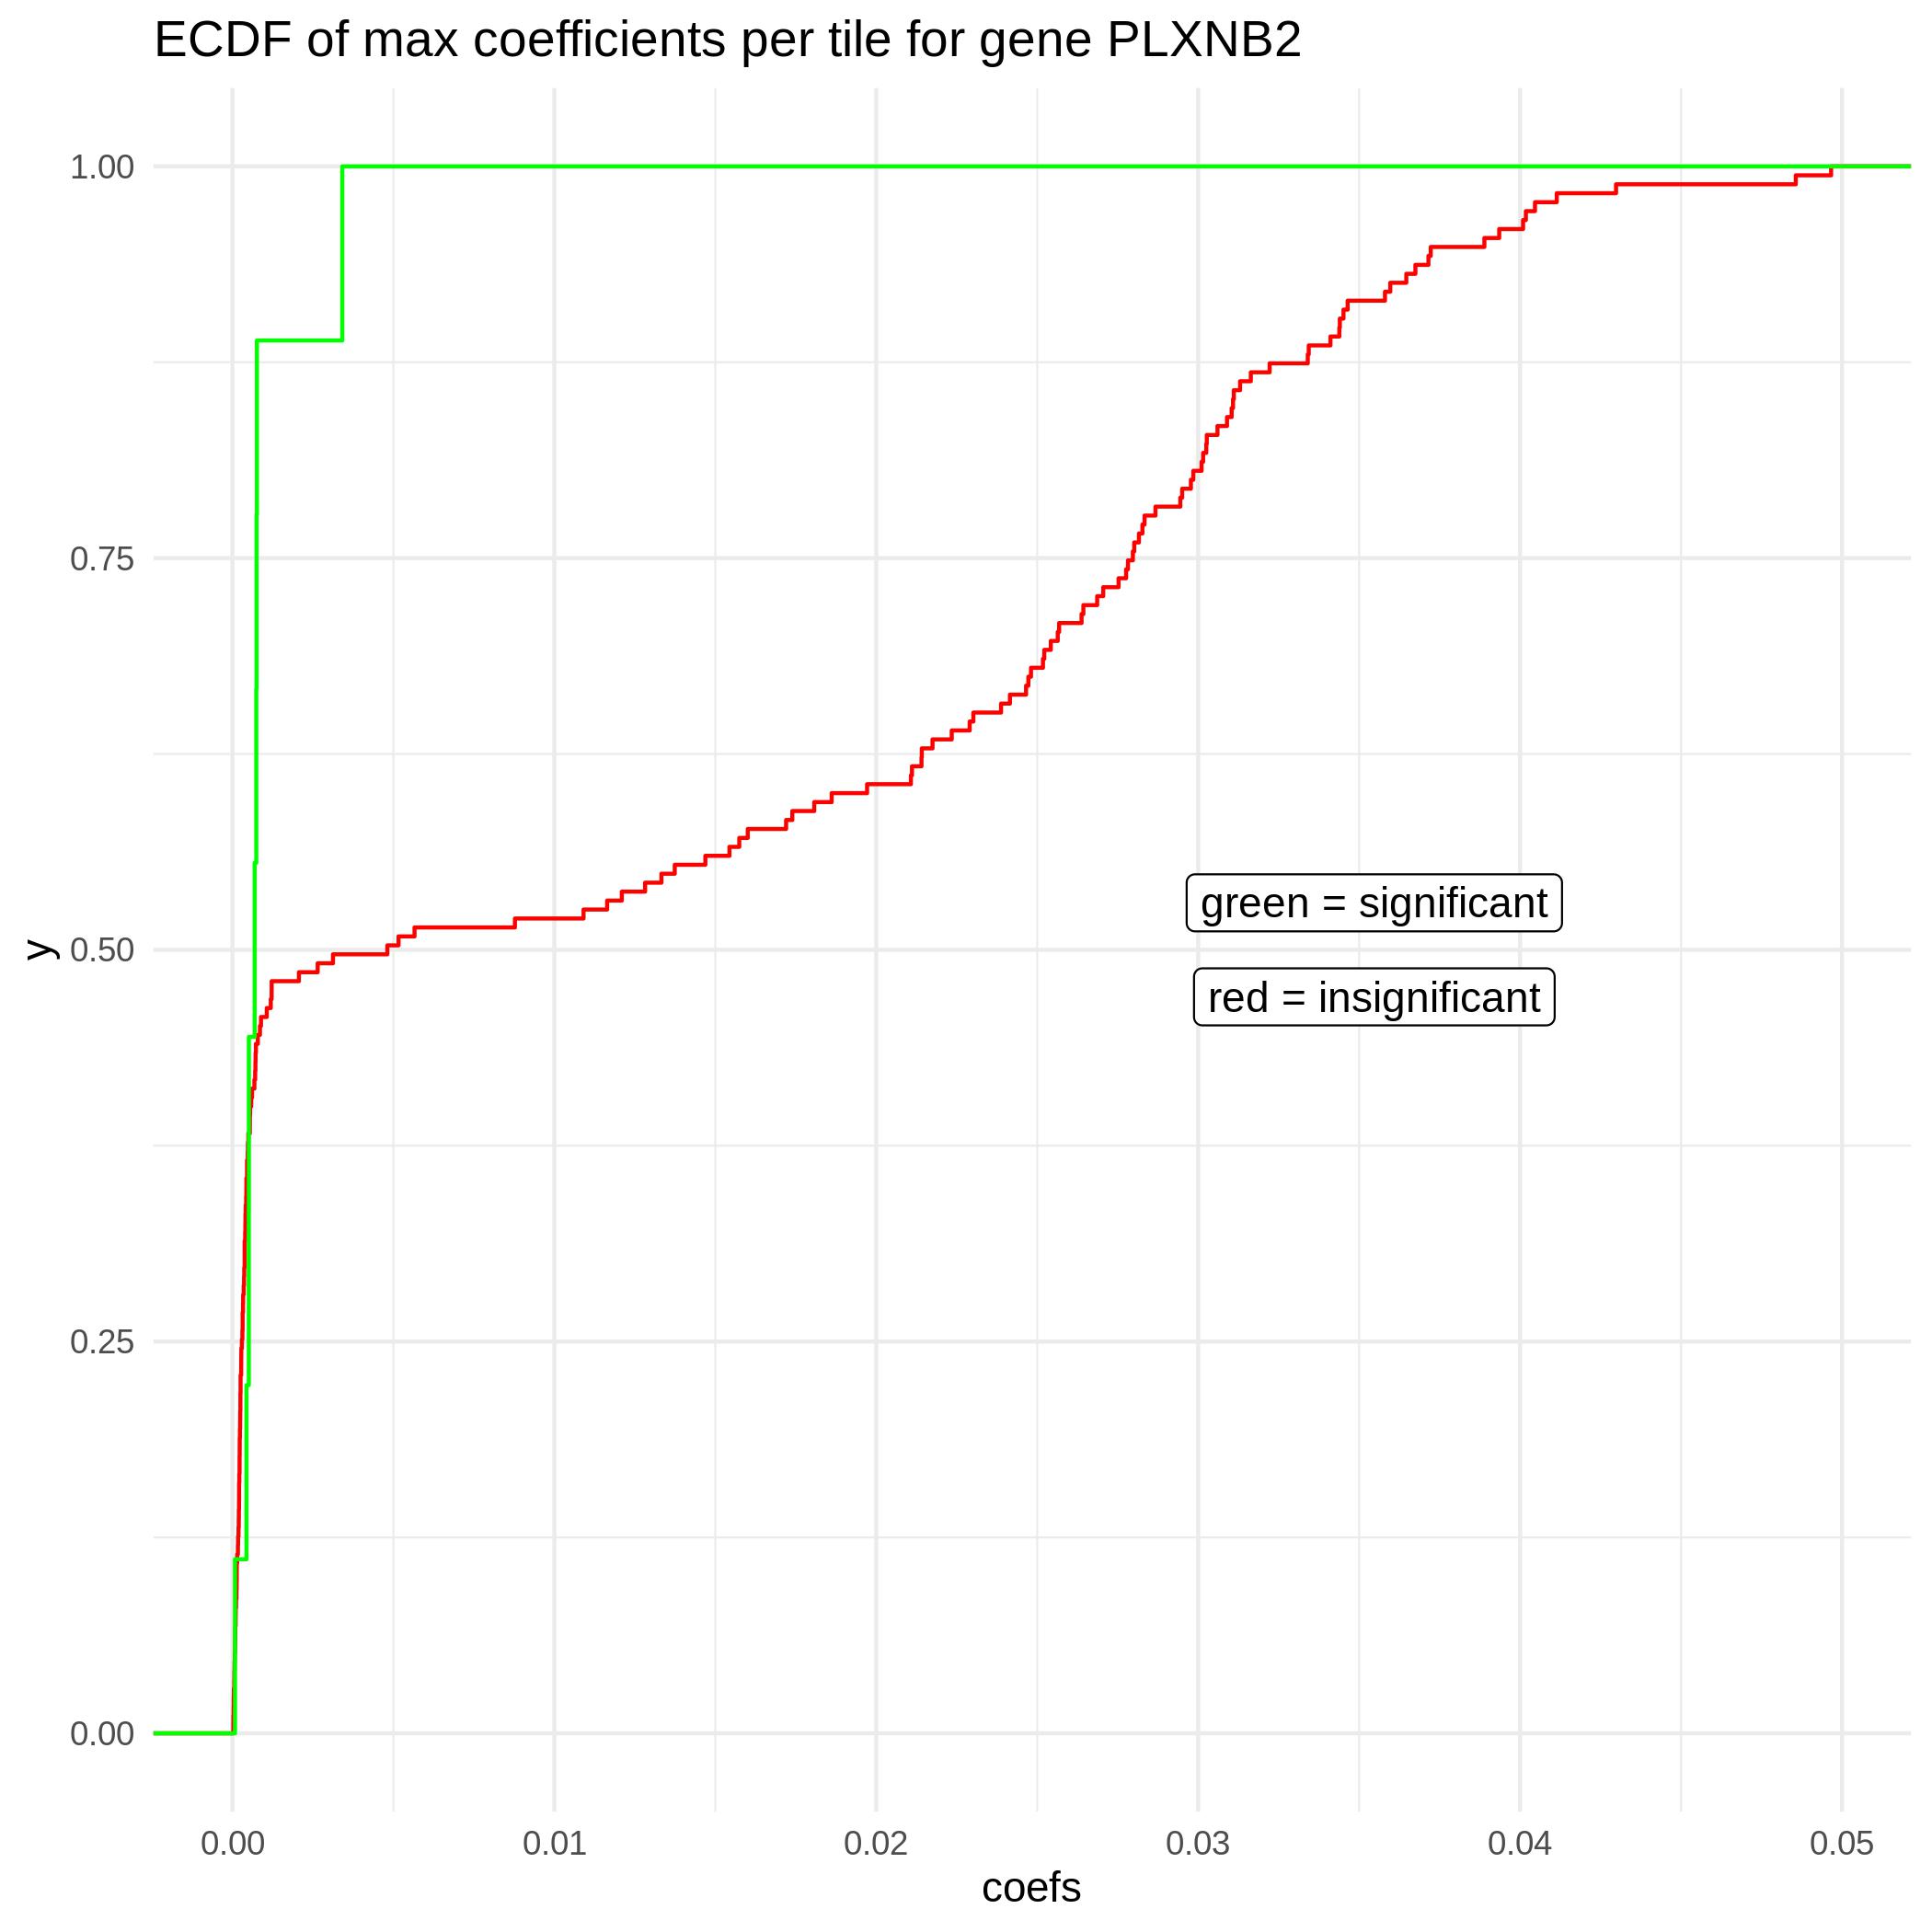 ECDF of max coefficients per tile for gene PLXNB2
1.00
0.75
0.50
0.25
0.00
y
green = significant
red = insignificant
0.00 0.01 0.02 0.03 0.04 0.05
coefs